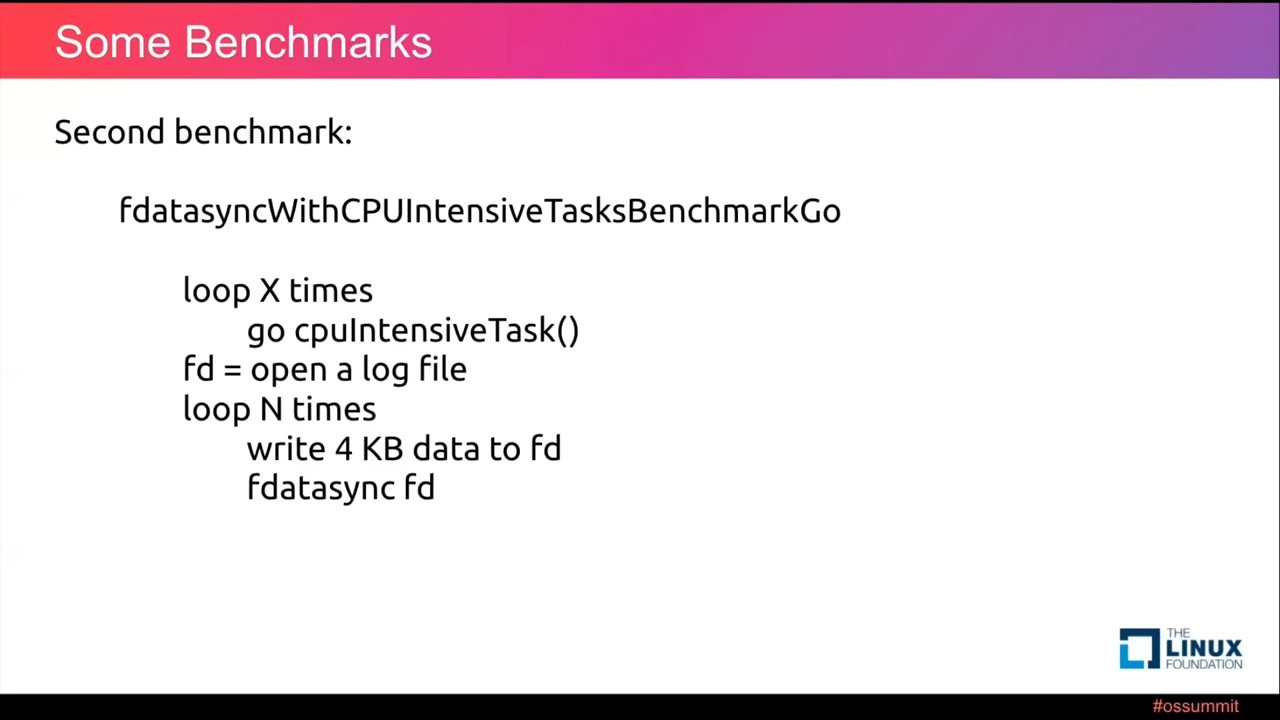 Some Benchmarks
Second benchmark:
fdatasyncWithCPUIntensiveTasksBenchmarkGo
loop X times
go cpuIntensiveTask()
fd = open a log file
loop N times
write 4 KB data to fd
fdatasync fd
THE
LINUX
FOUNDATION
#ossummit